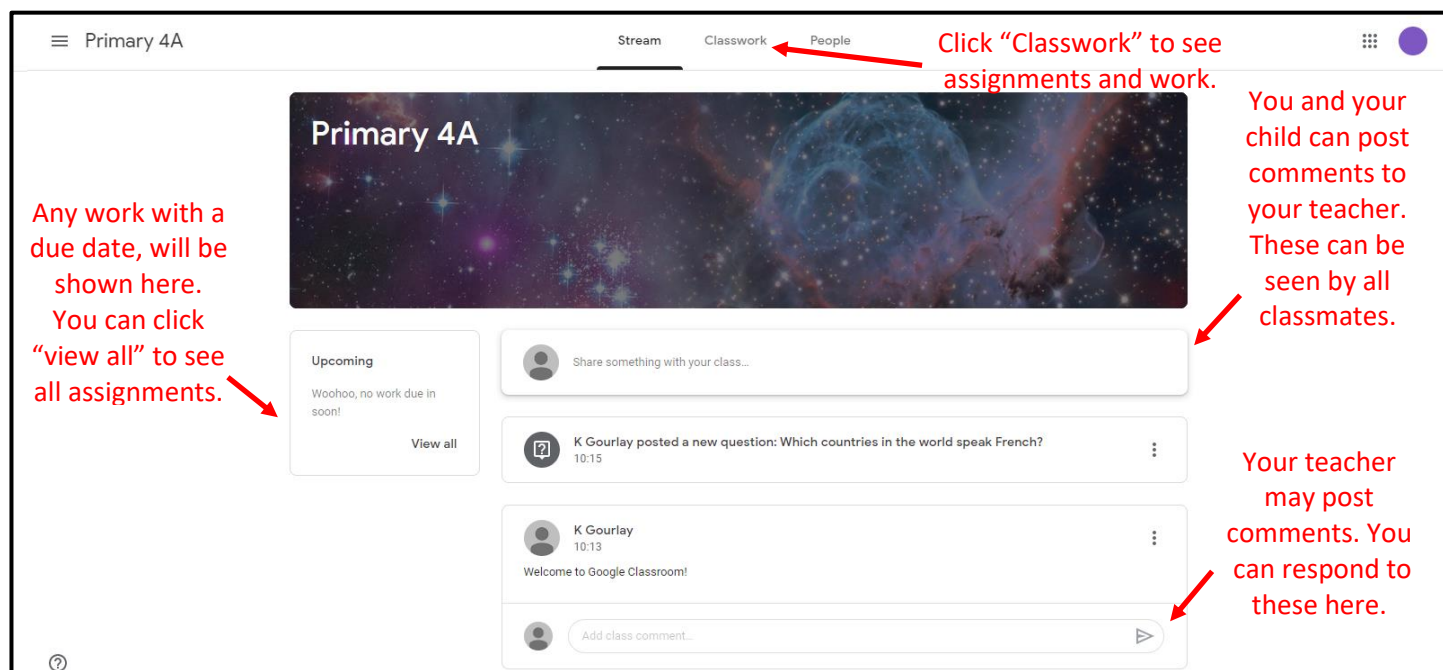 Primary 4A
Stream Classwork People
Click “Classwork” to see
assignments and work.
Primary 4A
You and your
child can post
comments to
your teacher.
These can be
seen by all
classmates.
Any work with a
due date, will be
shown here.
You can click
“view all” to see
all assignments.
Upcoming
Woohoo, no work due in
soon!
View all
Share something with your class...
K Gourlay posted a new question: Which countries in the world speak French?
10:15
K Gourlay
10:13
Welcome to Google Classroom!
Add class comment...
Your teacher
may post
comments. You
can respond to
these here.